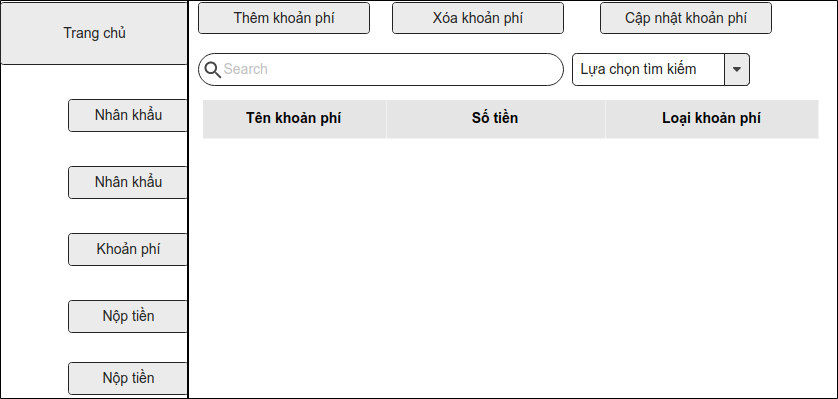 Trang chủ
Nhân khẩu
Nhân khẩu
Khoản phí
Nộp tiền
Nộp tiền
Thêm khoản phí
Xóa khoản phí
Cập nhật khoản phí
Search
Lựa chọn tìm kiếm
Tên khoản phí
Số tiền
Loại khoản phí